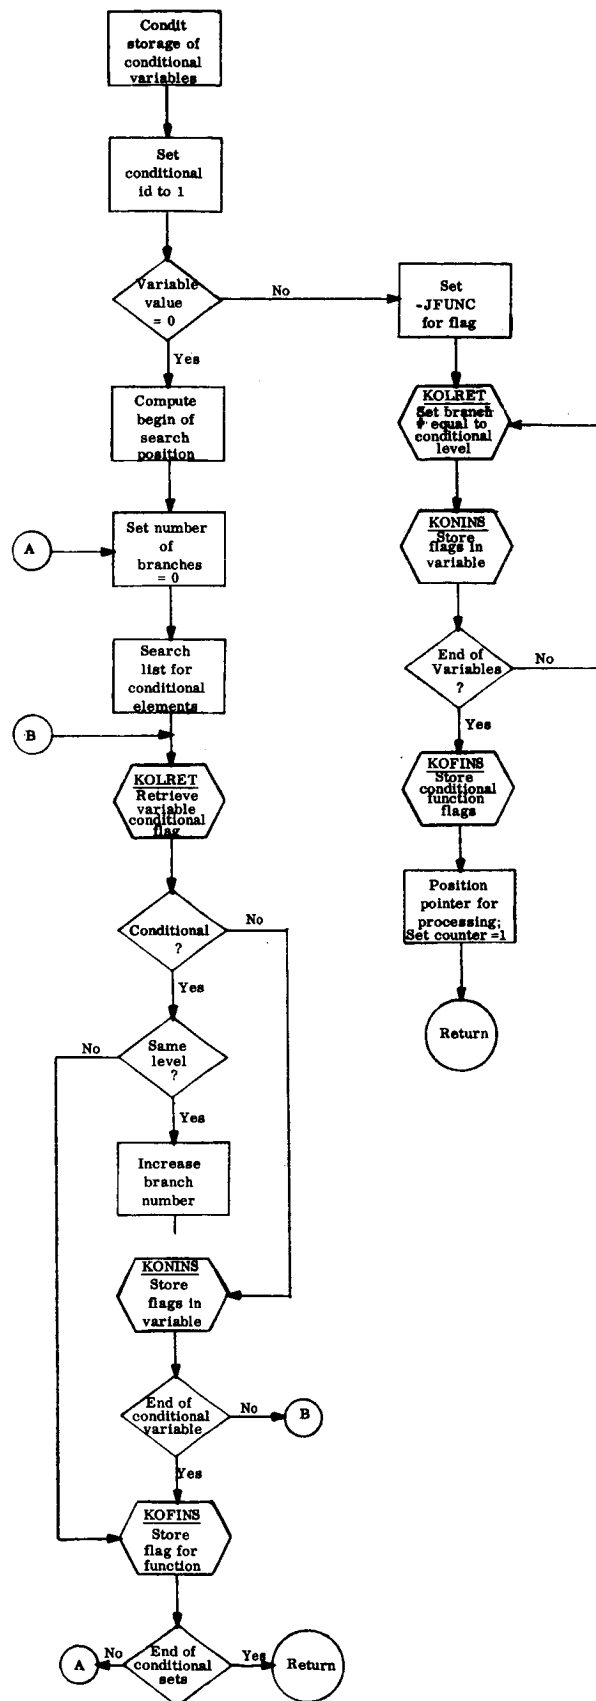 Condit
storage of
conditional
variables
Set
conditional
id to 1
Variable
value
= 0
No
Yes
Set
-JFUNC
for flag
Compute
begin of
search
position
KOLRET
Set branch
# equal to
conditional
level
A
Set number
of
branches
= 0
KONINS
Store
flags in
variable
Search
list for
conditional
elements
End of
Variables
?
No
Yes
B
KOLRET
Retrieve
variable
conditional
flag
KOFINS
Store
conditional
function
flags
Conditional
?
No
Yes
Position
pointer for
processing;
Set counter =1
Return
Same
level
?
No
Yes
Increase
branch
number
KONINS
Store
flags in
variable
End of
conditional
variable
No
B
Yes
KOFINS
Store
flag for
function
A
No
End of
conditional
sets
Yes
Return